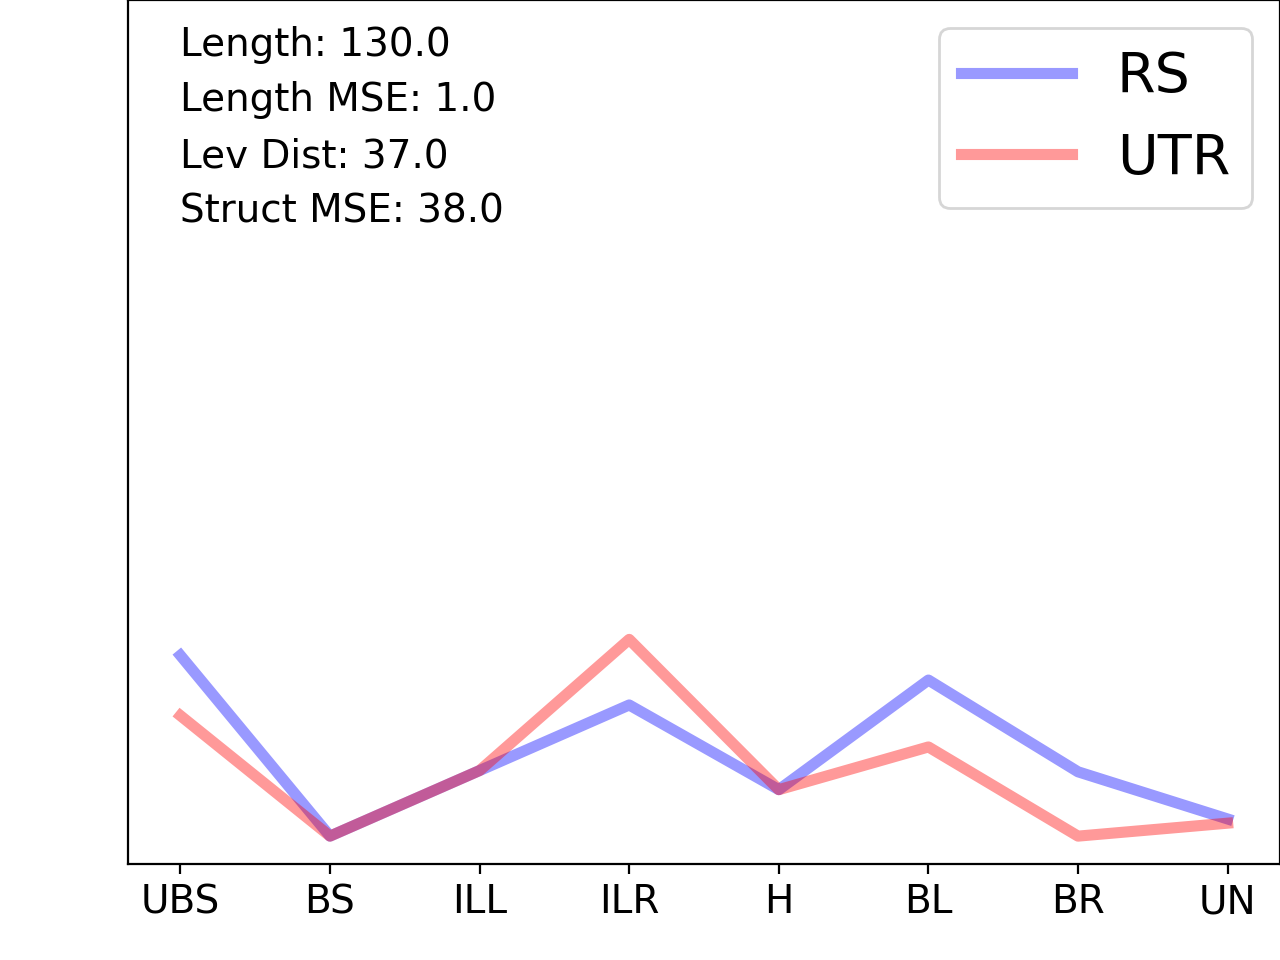 Length: 130.0
Length MSE: 1.0
Lev Dist: 37.0
Struct MSE: 38.0
RS
UTR
UBS BS ILL ILR H BL BR UN